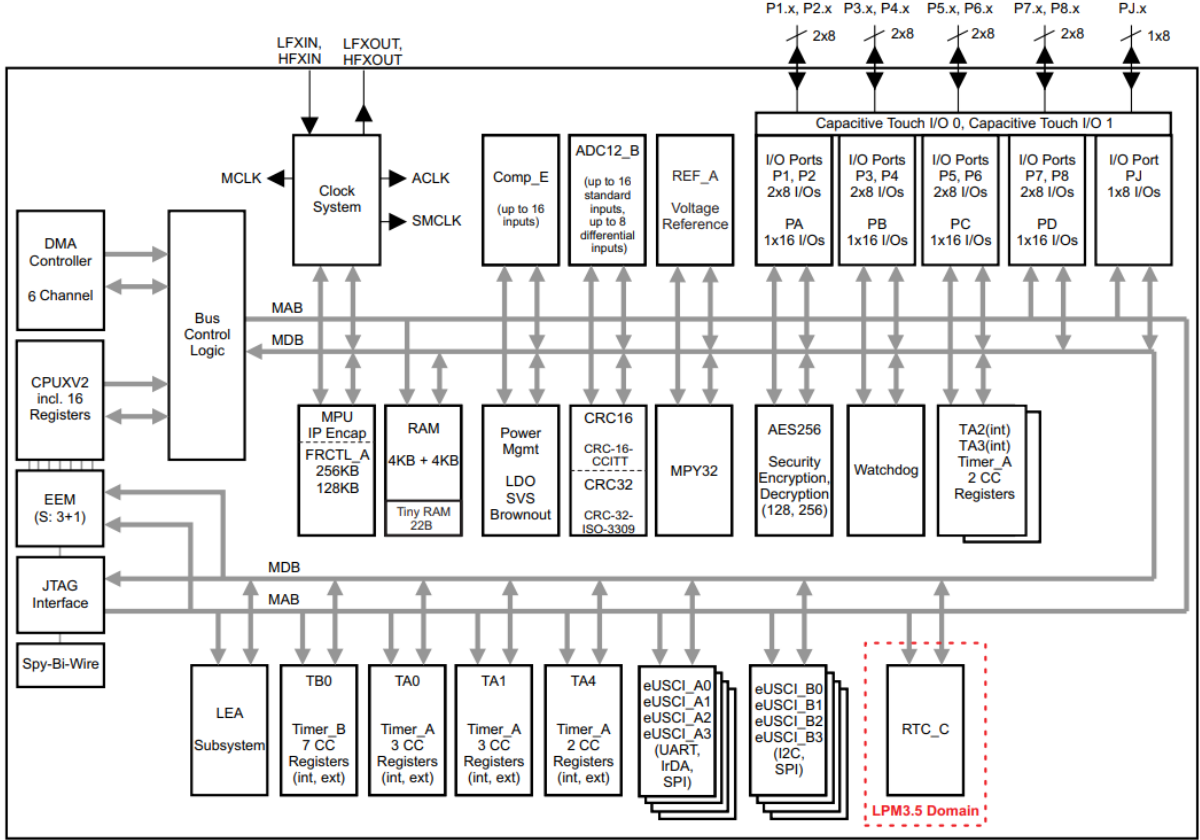 P1.x, P2.x
P3.x, P4.x
P5.x, P6.x
P7.x, P8.x
PJ.x
2x8
2x8
2x8
2x8
1x8
LFXIN,
HFXIN
LFXOUT,
HFXOUT
Capacitive Touch I/O 0, Capacitive Touch I/O 1
MCLK
Clock
System
ACLK
SMCLK
Comp_E
(up to 16
inputs)
ADC12_B
(up to 16
standard
inputs,
up to 8
differential
inputs)
REF_A
Voltage
Reference
I/O Ports
P1, P2
2x8 I/Os
PA
1x16 I/Os
I/O Ports
P3, P4
2x8 I/Os
PB
1x16 I/Os
I/O Ports
P5, P6
2x8 I/Os
PC
1x16 I/Os
I/O Ports
P7, P8
2x8 I/Os
PD
1x16 I/Os
I/O Port
PJ
1x8 I/Os
DMA
Controller
6 Channel
Bus
Control
Logic
MAB
MDB
CPUXV2
incl. 16
Registers
MPU
IP Encap
FRCTL_A
256KB
128KB
RAM
4KB + 4KB
Tiny RAM
22B
Power
Mgmt
LDO
SVS
Brownout
CRC16
CRC-16-
CCITT
CRC32
CRC-32-
ISO-3309
MPY32
AES256
Security
Encryption,
Decryption
(128, 256)
Watchdog
TA2(int)
TA3(int)
Timer_A
2 CC
Registers
EEM
(S: 3+1)
JTAG
Interface
Spy-Bi-Wire
MDB
MAB
LEA
Subsystem
TB0
Timer_B
7 CC
Registers
(int, ext)
TA0
Timer_A
3 CC
Registers
(int, ext)
TA1
Timer_A
3 CC
Registers
(int, ext)
TA4
Timer_A
2 CC
Registers
(int, ext)
eUSCI_A0
eUSCI_A1
eUSCI_A2
eUSCI_A3
(UART,
IrDA,
SPI)
eUSCI_B0
eUSCI_B1
eUSCI_B2
eUSCI_B3
(I2C,
SPI)
RTC_C
LPM3.5 Domain